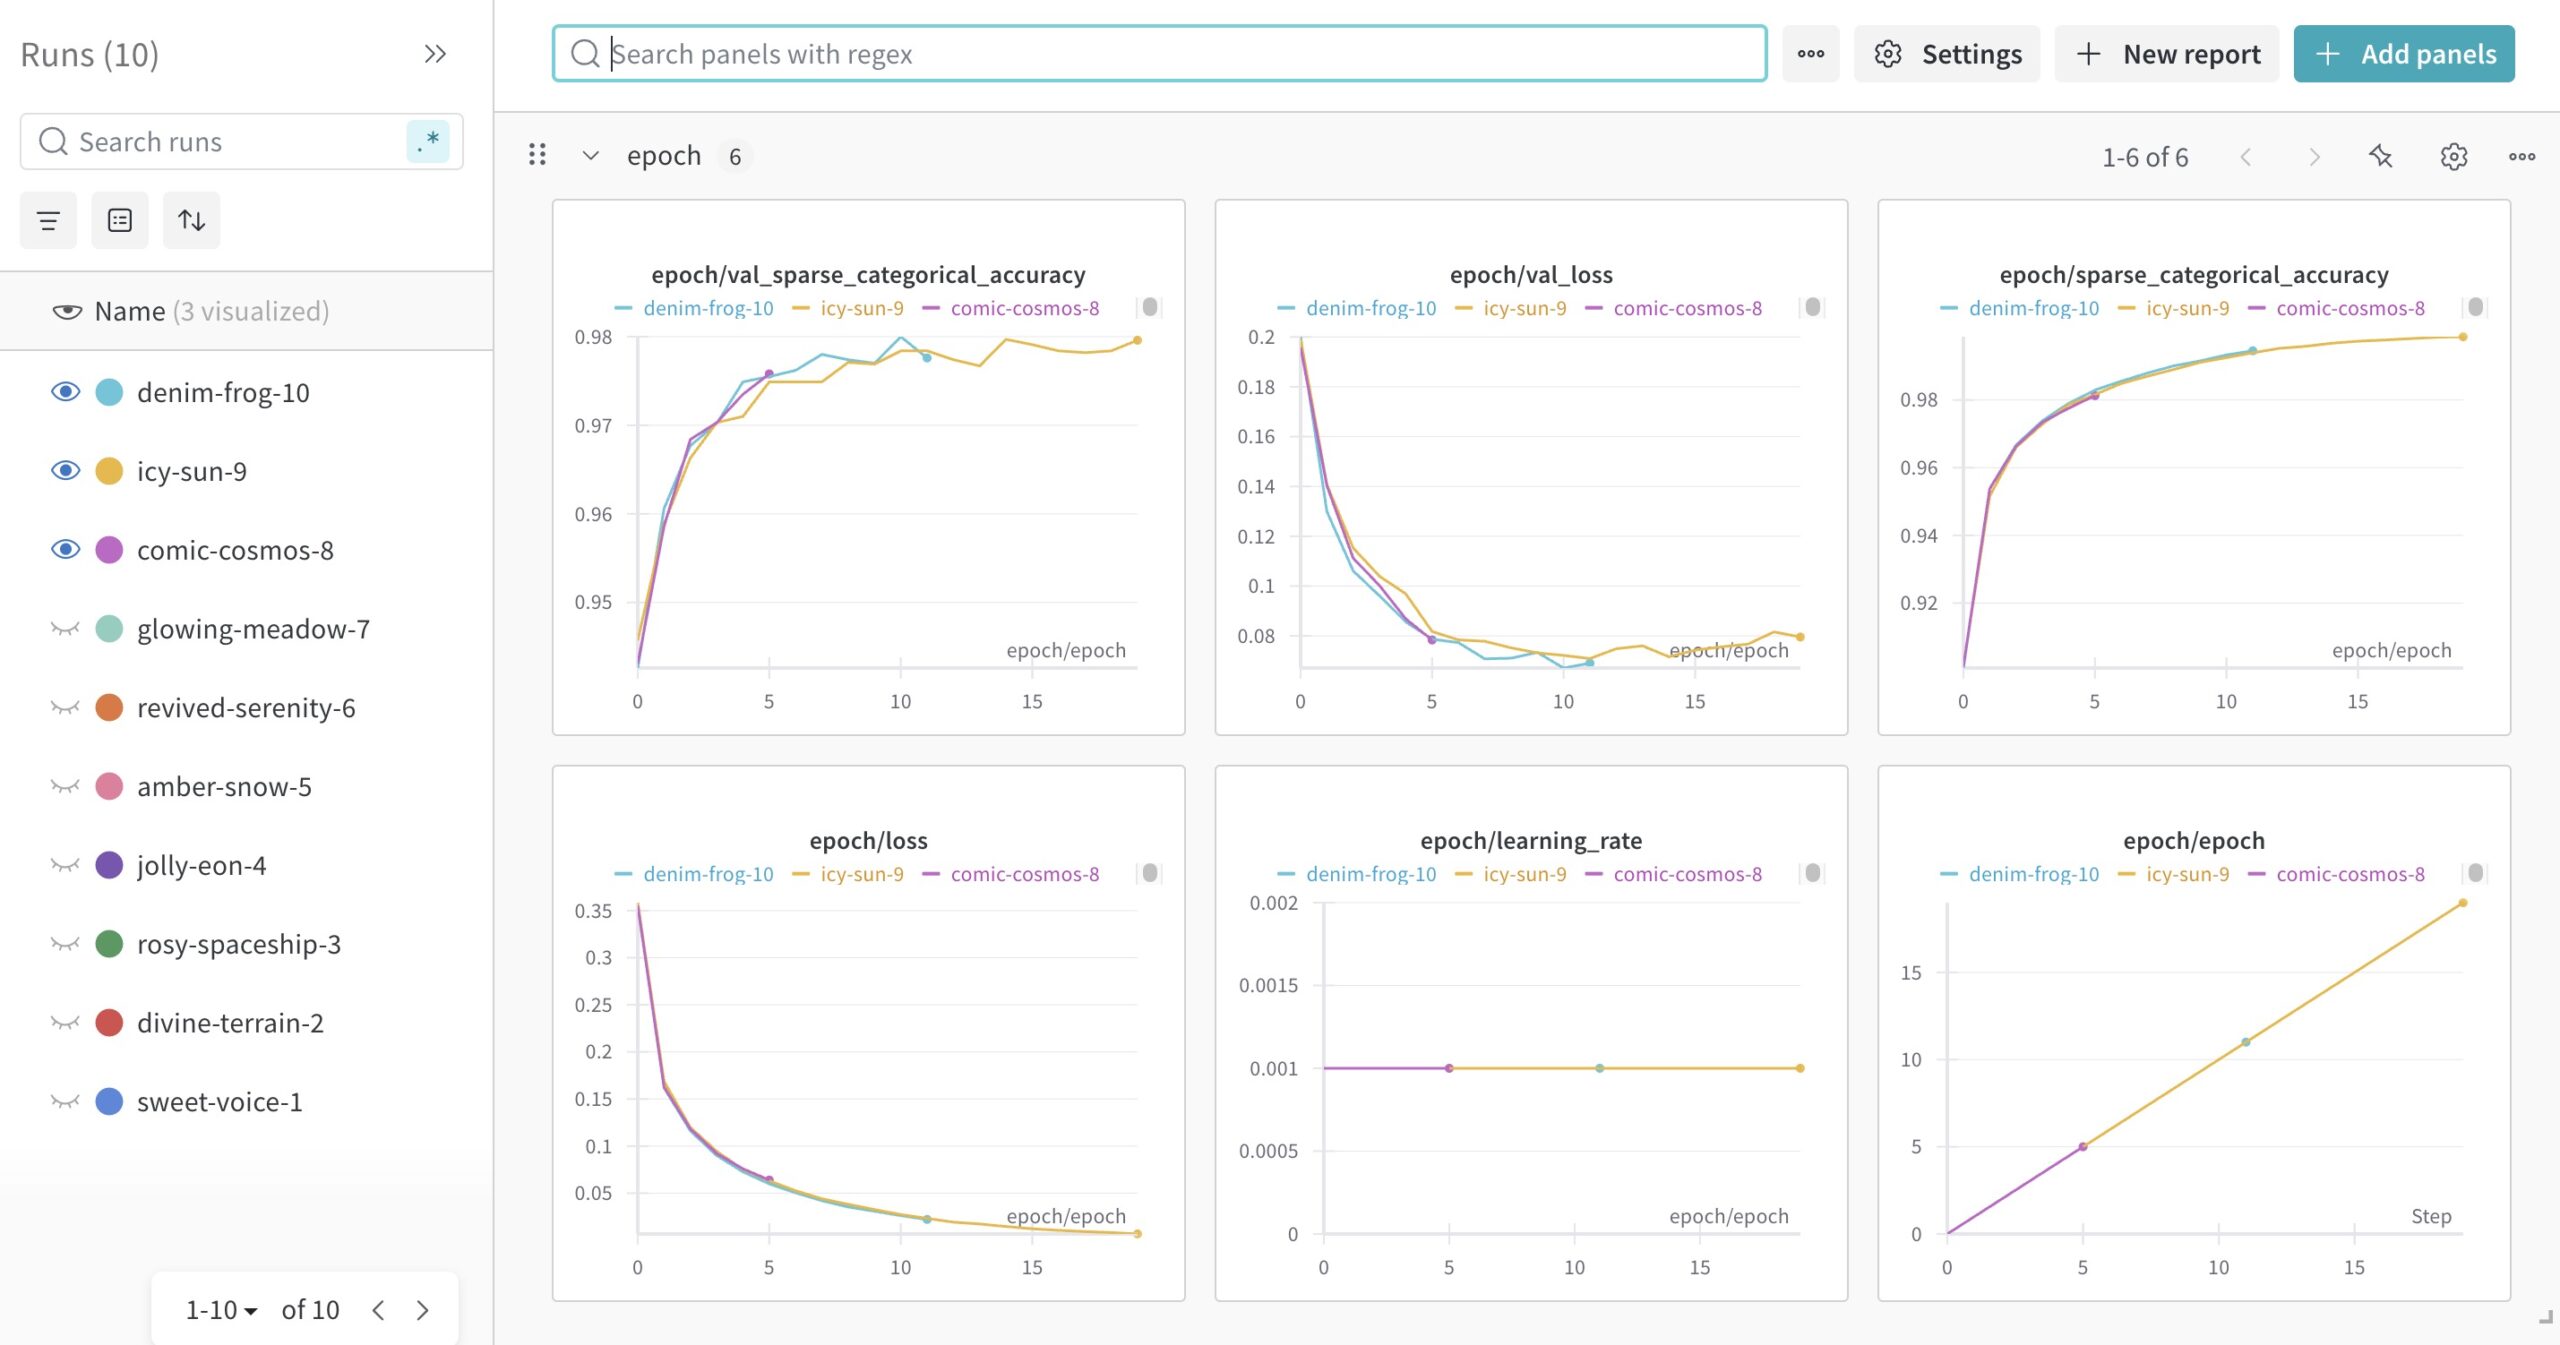 Runs (10)
Search runs
.*
Name (3 visualized)
denim-frog-10
icy-sun-9
comic-cosmos-8
glowing-meadow-7
revived-serenity-6
amber-snow-5
jolly-eon-4
rosy-spaceship-3
divine-terrain-2
sweet-voice-1
1-10 of 10
Search panels with regex
Settings
New report
Add panels
epoch 6
1-6 of 6
epoch/val_sparse_categorical_accuracy
denim-frog-10 icy-sun-9 comic-cosmos-8
0.98
0.97
0.96
0.95
epoch/epoch
0 5 10 15
epoch/val_loss
denim-frog-10 icy-sun-9 comic-cosmos-8
0.2
0.18
0.16
0.14
0.12
0.1
0.08
epoch/epoch
0 5 10 15
epoch/sparse_categorical_accuracy
denim-frog-10 icy-sun-9 comic-cosmos-8
0.98
0.96
0.94
0.92
epoch/epoch
0 5 10 15
epoch/loss
denim-frog-10 icy-sun-9 comic-cosmos-8
0.35
0.3
0.25
0.2
0.15
0.1
0.05
epoch/epoch
0 5 10 15
epoch/learning_rate
denim-frog-10 icy-sun-9 comic-cosmos-8
0.002
0.0015
0.001
0.0005
0
epoch/epoch
0 5 10 15
epoch/epoch
denim-frog-10 icy-sun-9 comic-cosmos-8
15
10
5
0
Step
0 5 10 15